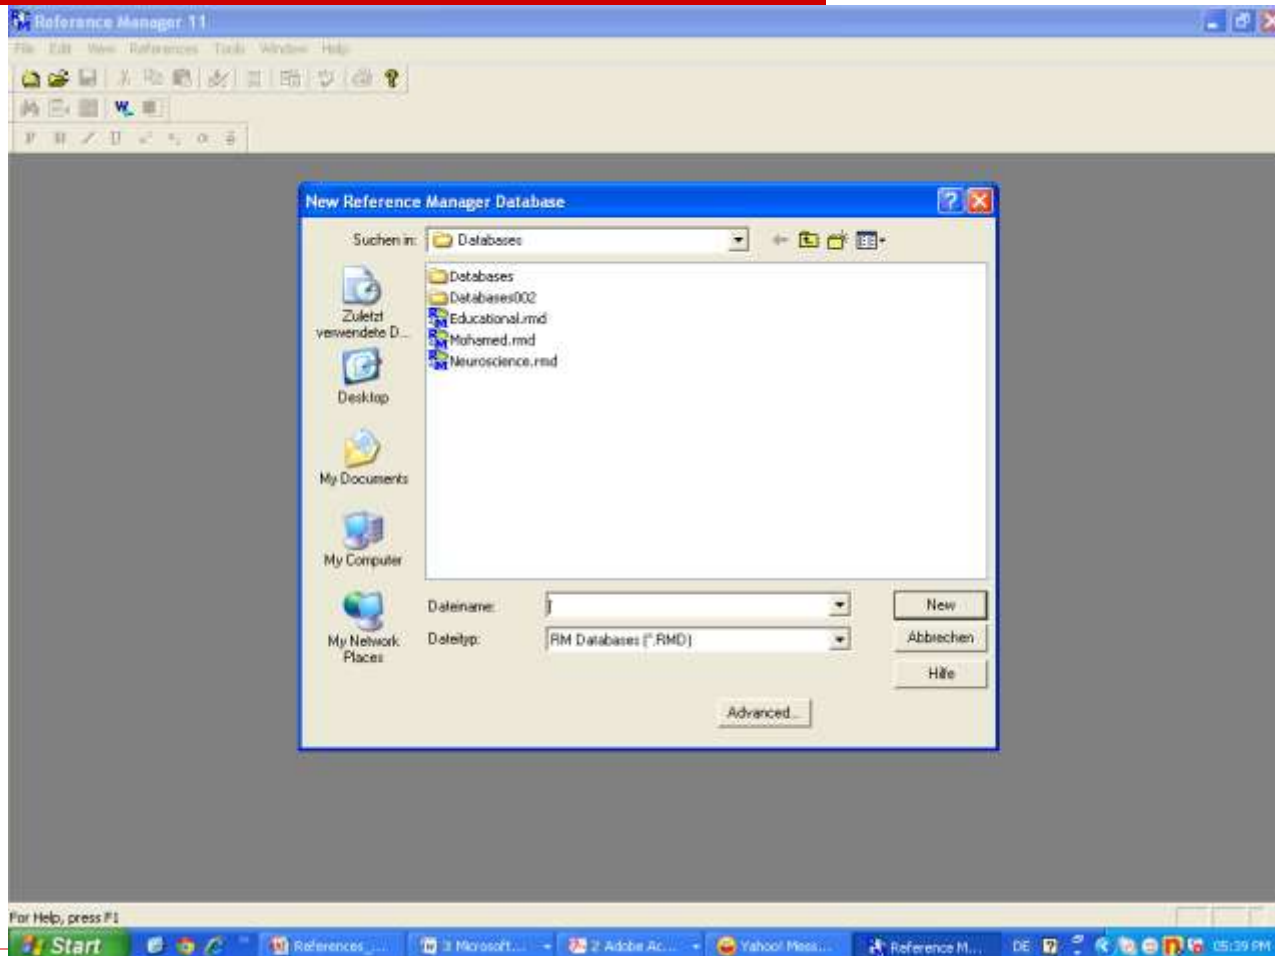 Reference Manager 11
File Edit View References Tools Window Help
New Reference Manager Database
Suchen in: Databases
Databases
Databases002
Educational.rmd
Mohamed.rmd
Neuroscience.rmd
Zuletzt
verwendete D...
Desktop
My Documents
My Computer
My Network
Places
Dateiname: New
Dateityp: RM Databases (*.RMD) Abbrechen
Hilfe
Advanced...
For Help, press F1
Start References_... 3 Microsoft... 2 Adobe Ac... Yahoo! Mess... Reference M... DE 05:39 PM